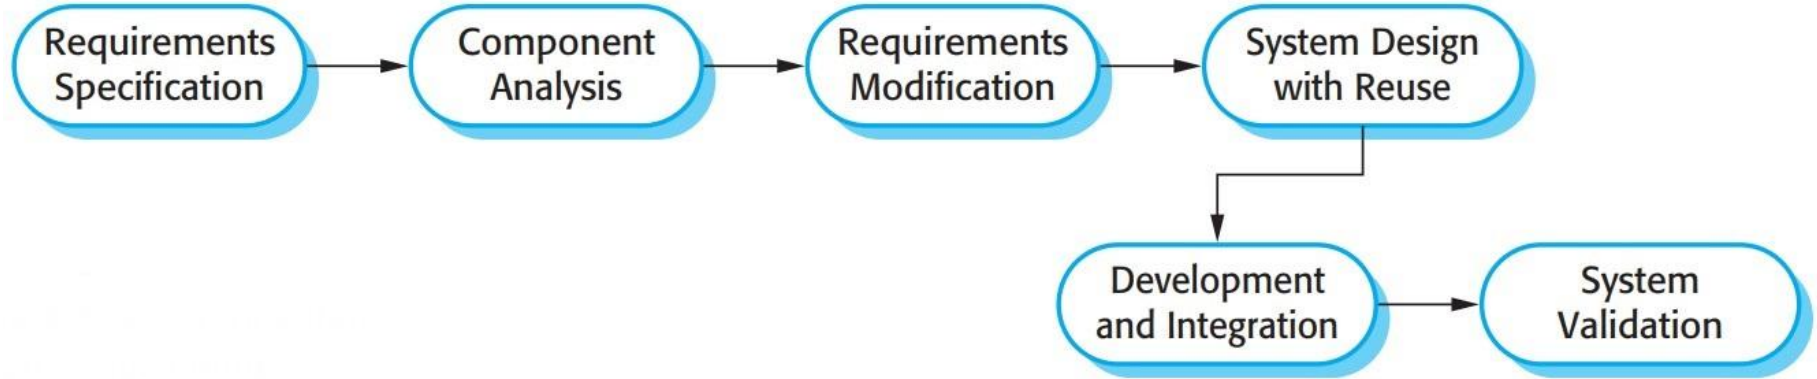 Requirements
Specification
Component
Analysis
Requirements
Modification
System Design
with Reuse
Development
and Integration
System
Validation